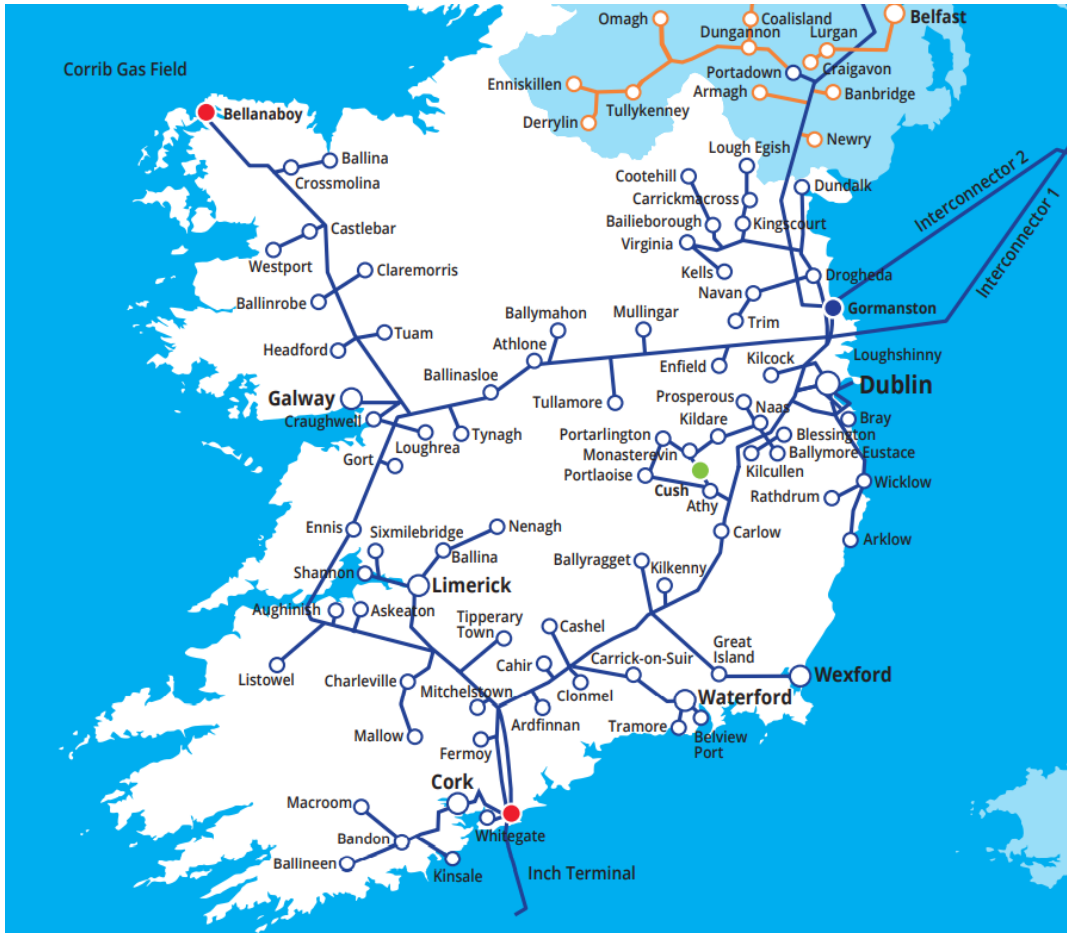 Omagh
Coalisland
Belfast
Dungannon
Lurgan
Corrib Gas Field
Portadown
Craigavon
Enniskillen
Armagh
Banbridge
Tullykenney
Bellanaboy
Derrylin
Newry
Lough Egish
Ballina
Crossmolina
Cootehill
Dundalk
Carrickmacross
Interconnector 2
Castlebar
Bailieborough
Kingscourt
Virginia
Interconnector 1
Westport
Claremorris
Kells
Drogheda
Ballinrobe
Navan
Gormanston
Ballymahon
Mullingar
Trim
Tuam
Headford
Athlone
Enfield
Kilcock
Loughshinny
Ballinasloe
Dublin
Galway
Tullamore
Prosperous
Naas
Craughwell
Kildare
Bray
Loughrea
Tynagh
Portarlington
Blessington
Gort
Monasterevin
Ballymore Eustace
Portlaoise
Kilcullen
Cush
Rathdrum
Wicklow
Athy
Ennis
Sixmilebridge
Nenagh
Carlow
Arklow
Ballina
Ballyragget
Shannon
Kilkenny
Limerick
Aughinish
Askeaton
Tipperary
Town
Cashel
Great
Island
Cahir
Carrick-on-Suir
Wexford
Listowel
Charleville
Mitchelstown
Clonmel
Waterford
Ardfinnan
Tramore
Belview
Port
Mallow
Fermoy
Cork
Macroom
Whitegate
Bandon
Ballineen
Kinsale
Inch Terminal